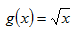 g(x) = √x